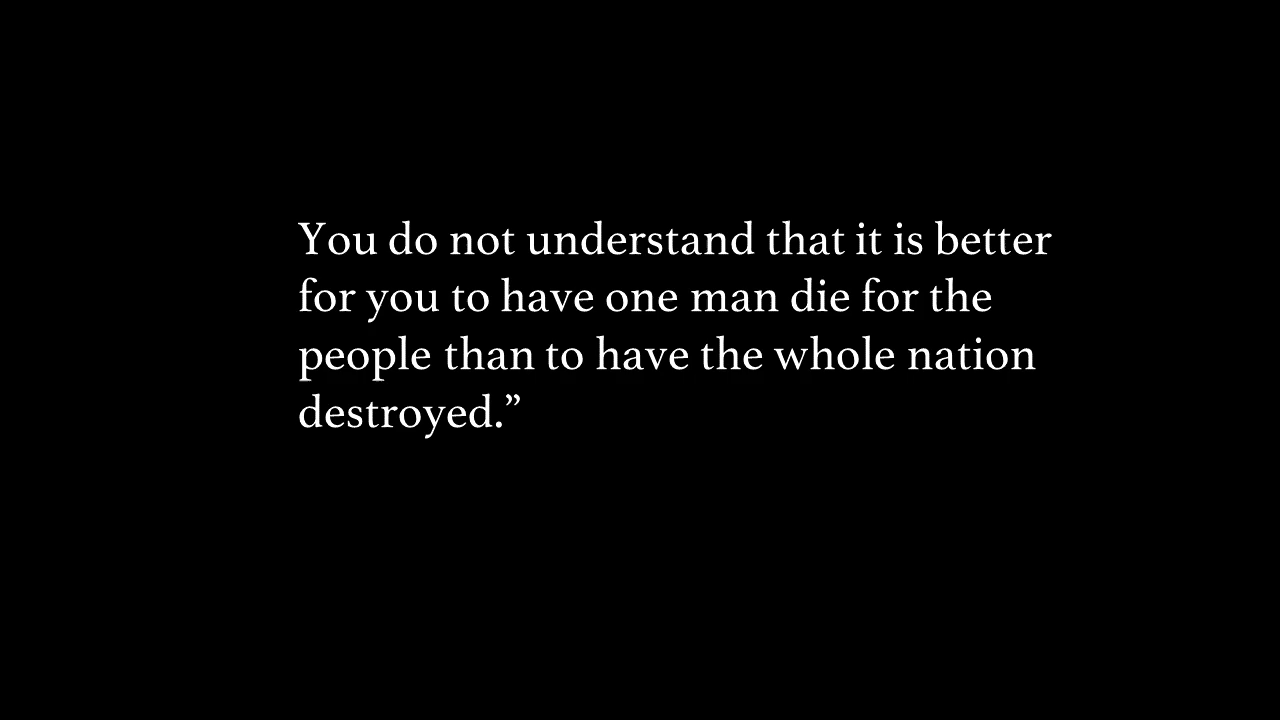 You do not understand that it is better
for you to have one man die for the
people than to have the whole nation
destroyed.”